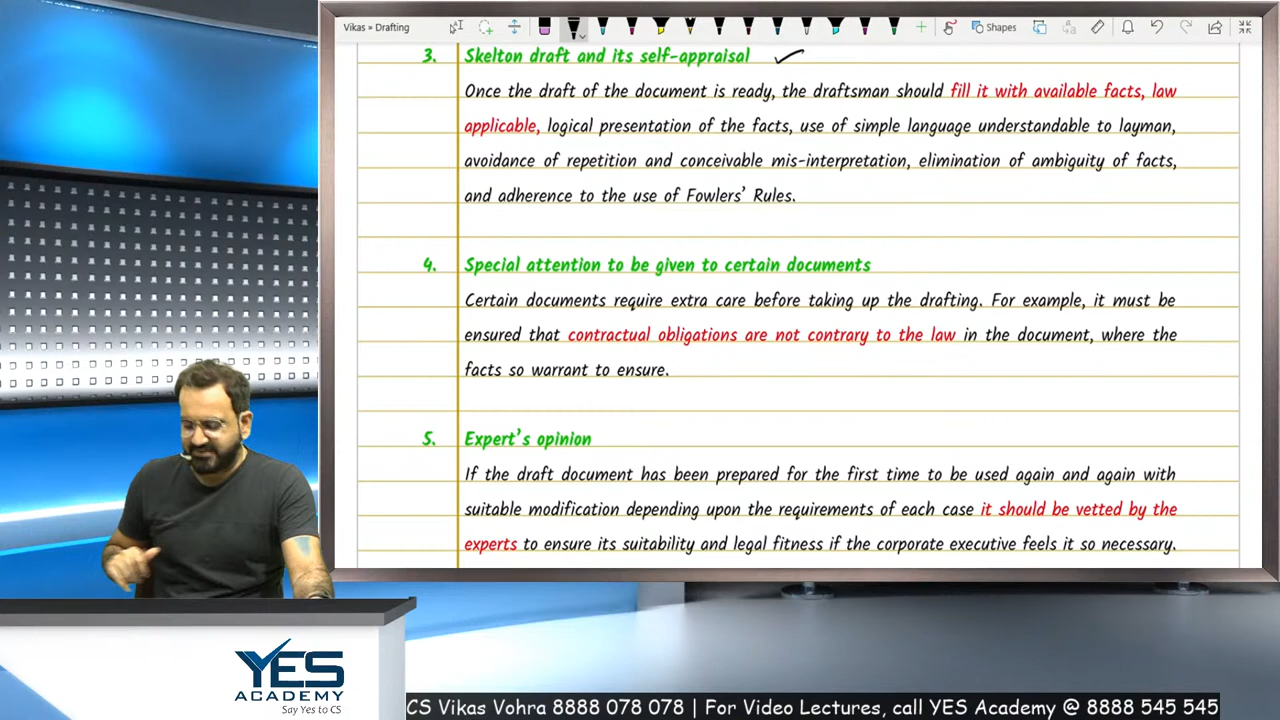 Vikas » Drafting
Shapes
3. Skelton draft and its self-appraisal
Once the draft of the document is ready, the draftsman should fill it with available facts, law
applicable, logical presentation of the facts, use of simple language understandable to layman,
avoidance of repetition and conceivable mis-interpretation, elimination of ambiguity of facts,
and adherence to the use of Fowlers’ Rules.
4. Special attention to be given to certain documents
Certain documents require extra care before taking up the drafting. For example, it must be
ensured that contractual obligations are not contrary to the law in the document, where the
facts so warrant to ensure.
5. Expert’s opinion
If the draft document has been prepared for the first time to be used again and again with
suitable modification depending upon the requirements of each case it should be vetted by the
experts to ensure its suitability and legal fitness if the corporate executive feels it so necessary.
YES
ACADEMY
Say Yes to CS
CS Vikas Vohra 8888 078 078 | For Video Lectures, call YES Academy @ 8888 545 545